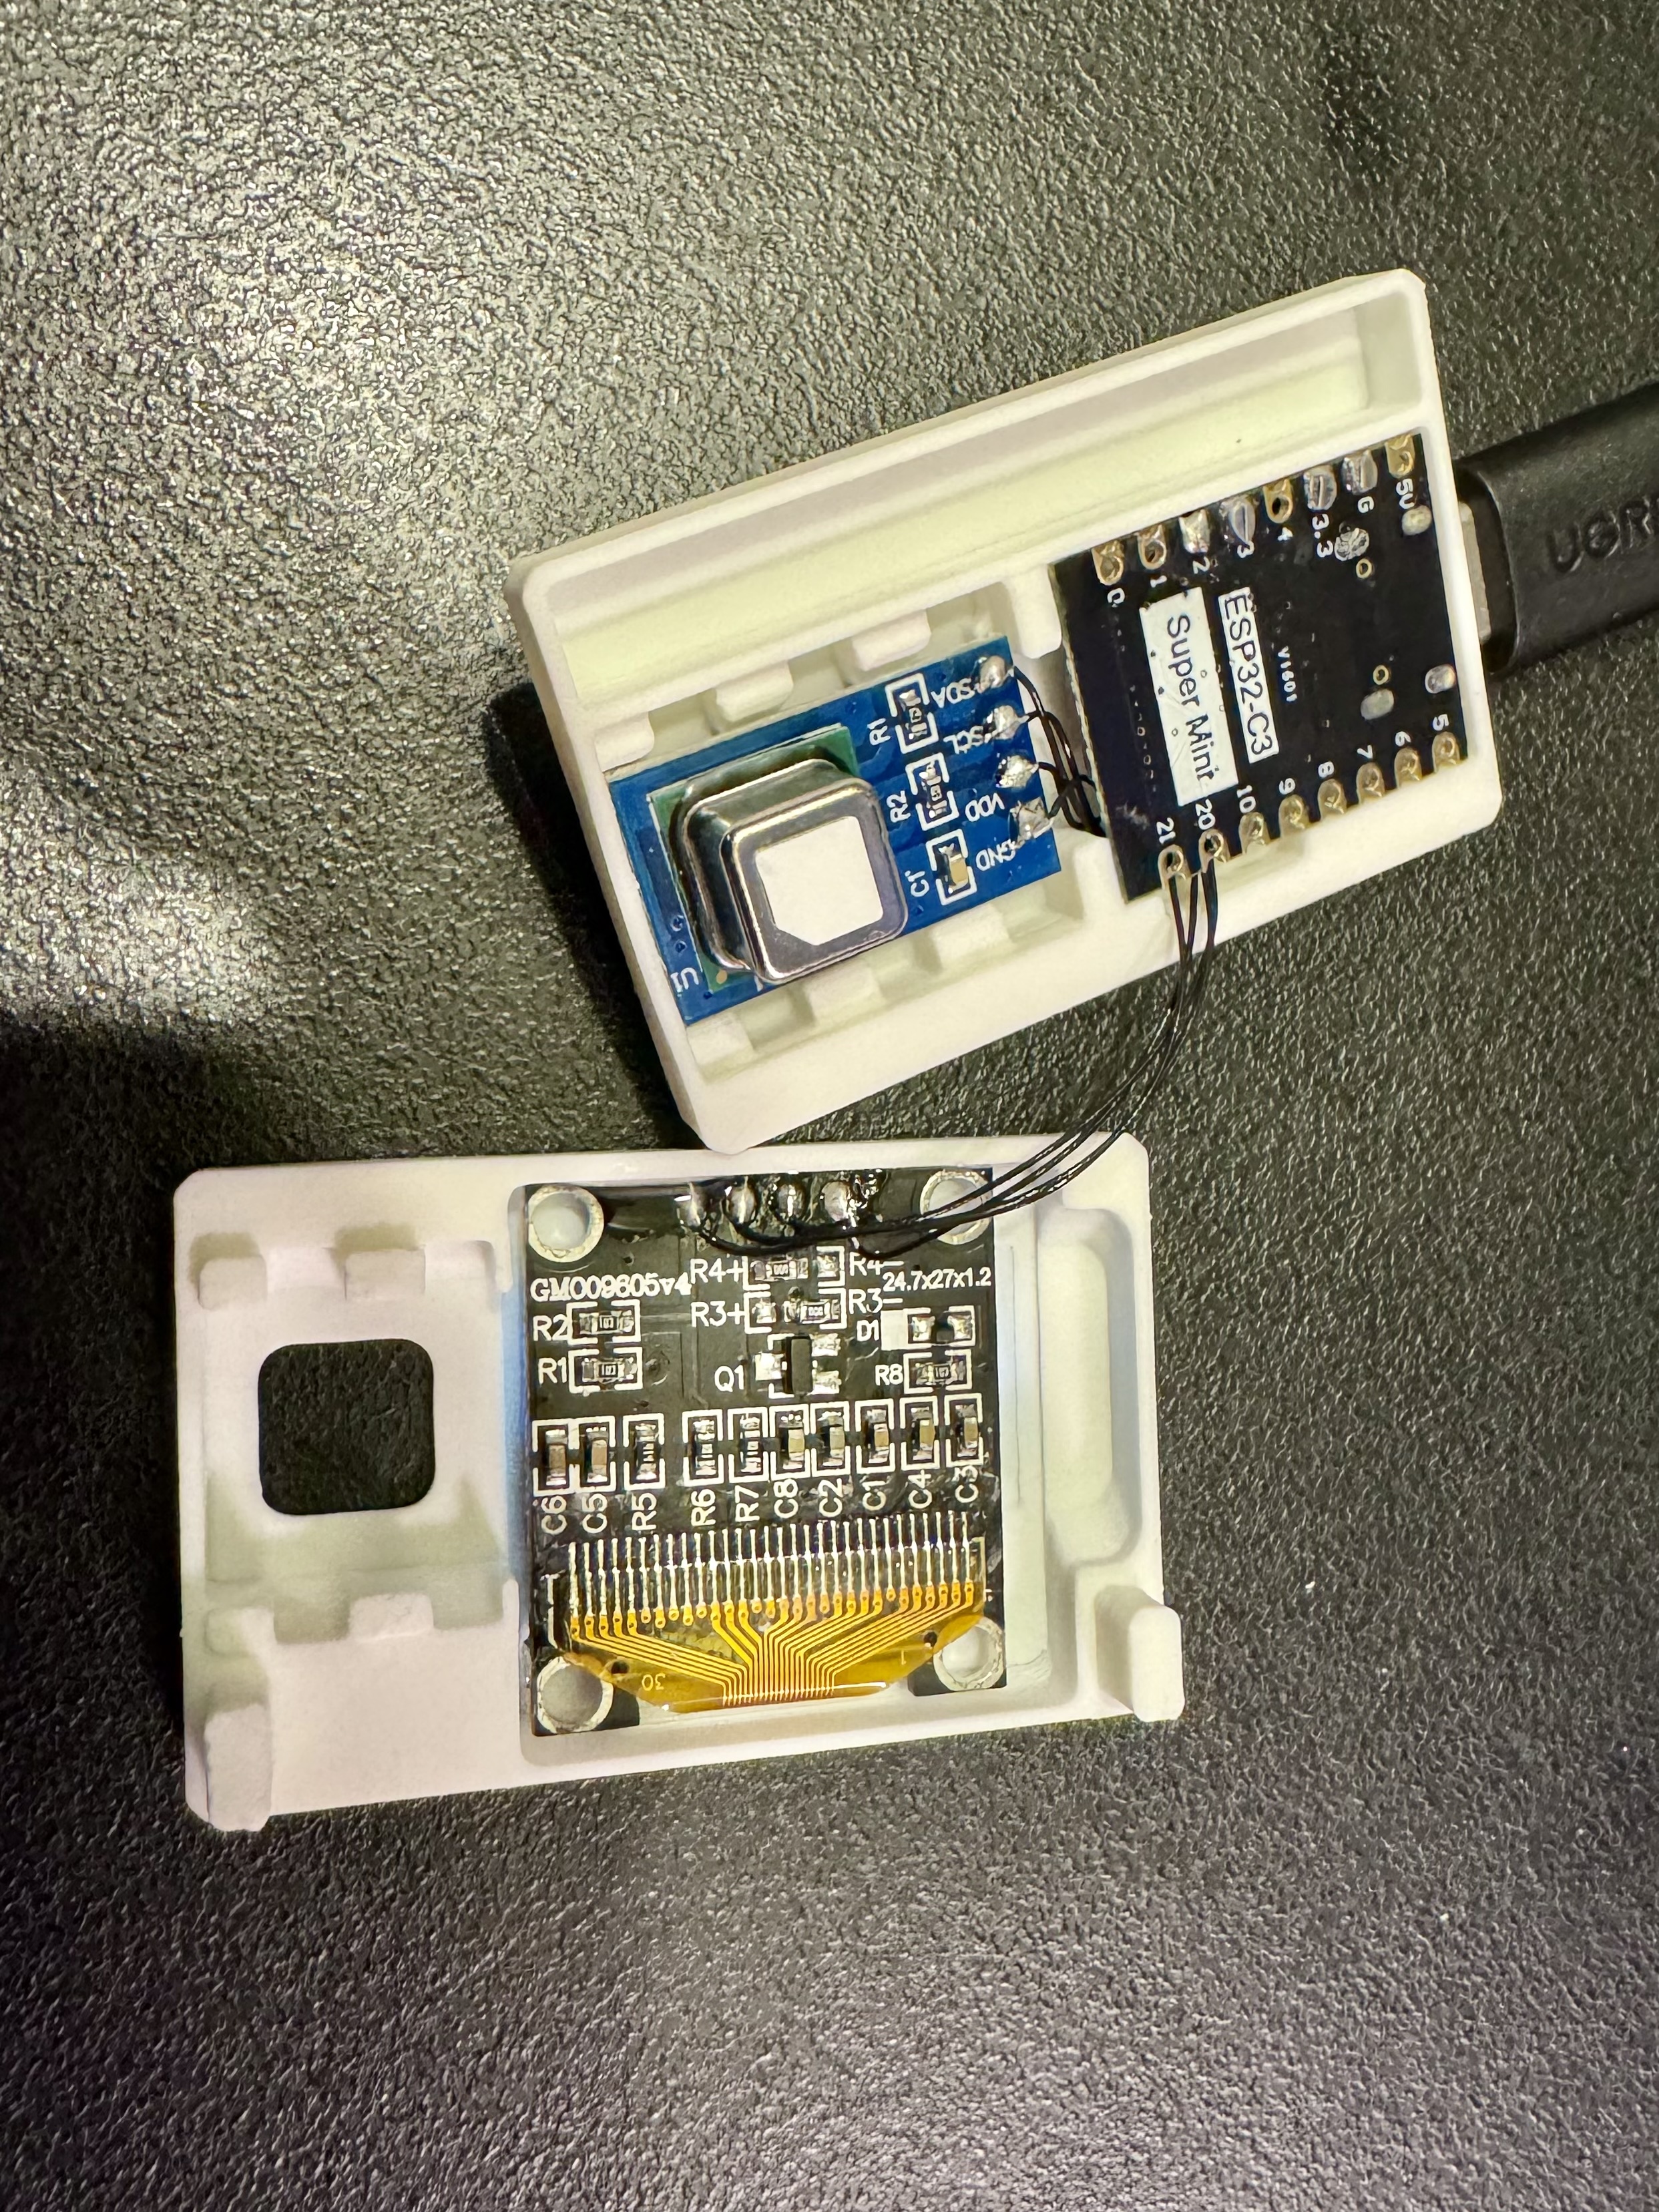 UGRE
5V
G
3.3
4
3
2
1
0
ESP32-C3
Super Mini
V1601
5
6
7
8
9
10
20
21
SDA
SCL
VDD
GND
R1
R2
C1
U1
GM009605v4
R4+
R4-
24.7x27x1.2
R3+
R3-
R2
D1
R1
Q1
R8
C6
C5
R5
R6
R7
C8
C2
C1
C4
C3
30
1